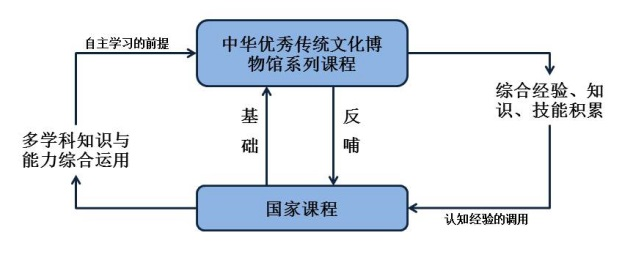 自主学习的前提
中华优秀传统文化博
物馆系列课程
综合经验、知
识、技能积累
基
础
反
哺
多学科知识与
能力综合运用
国家课程
认知经验的调用